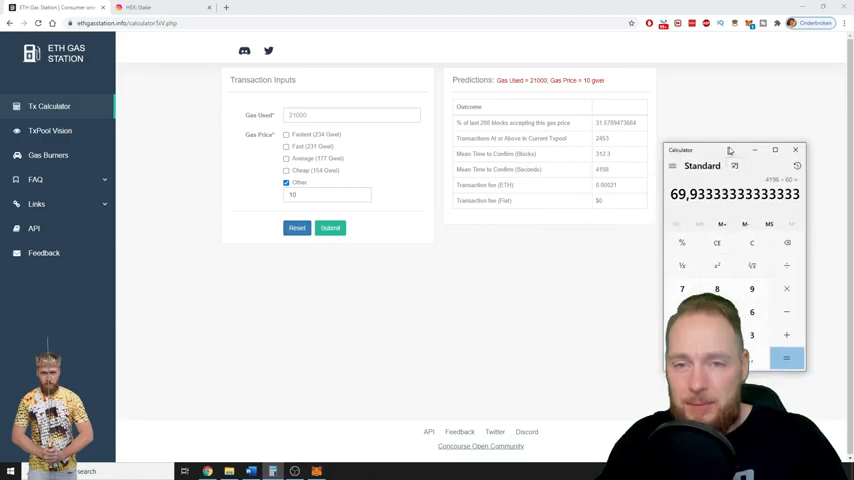 ETH Gas Station | Consumer orie
HEX: Stake
ethgasstation.info/calculatorTxV.php
Onderbroken
ETH GAS
STATION
Tx Calculator
TxPool Vision
Gas Burners
FAQ
Links
API
Feedback
Transaction Inputs
Gas Used*
21000
Gas Price*
Fastest (234 Gwei)
Fast (231 Gwei)
Average (177 Gwei)
Cheap (154 Gwei)
Other
10
Reset
Submit
Predictions: Gas Used = 21000; Gas Price = 10 gwei
Outcome
% of last 200 blocks accepting this gas price
31.5789473684
Transactions At or Above in Current Txpool
2453
Mean Time to Confirm (Blocks)
312.3
Mean Time to Confirm (Seconds)
4198
Transaction fee (ETH)
0.00021
Transaction fee (Fiat)
$0
Calculator
Standard
4196 ÷ 60 =
69,93333333333333
M+
M-
MS
%
CE
C
7
8
9
×
6
−
3
+
,
=
API
Feedback
Twitter
Discord
Concourse Open Community
search